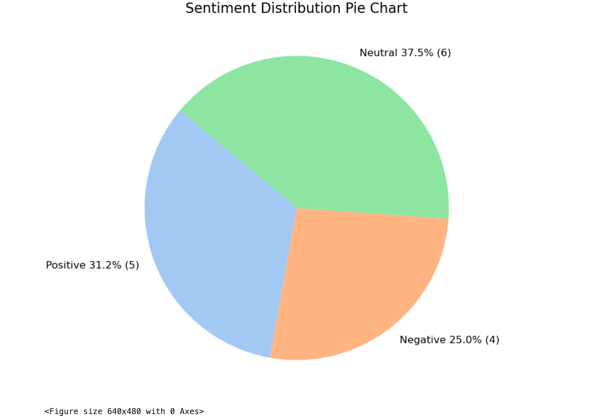 Sentiment Distribution Pie Chart
Neutral 37.5% (6)
Positive 31.2% (5)
Negative 25.0% (4)
<Figure size 640x480 with 0 Axes>